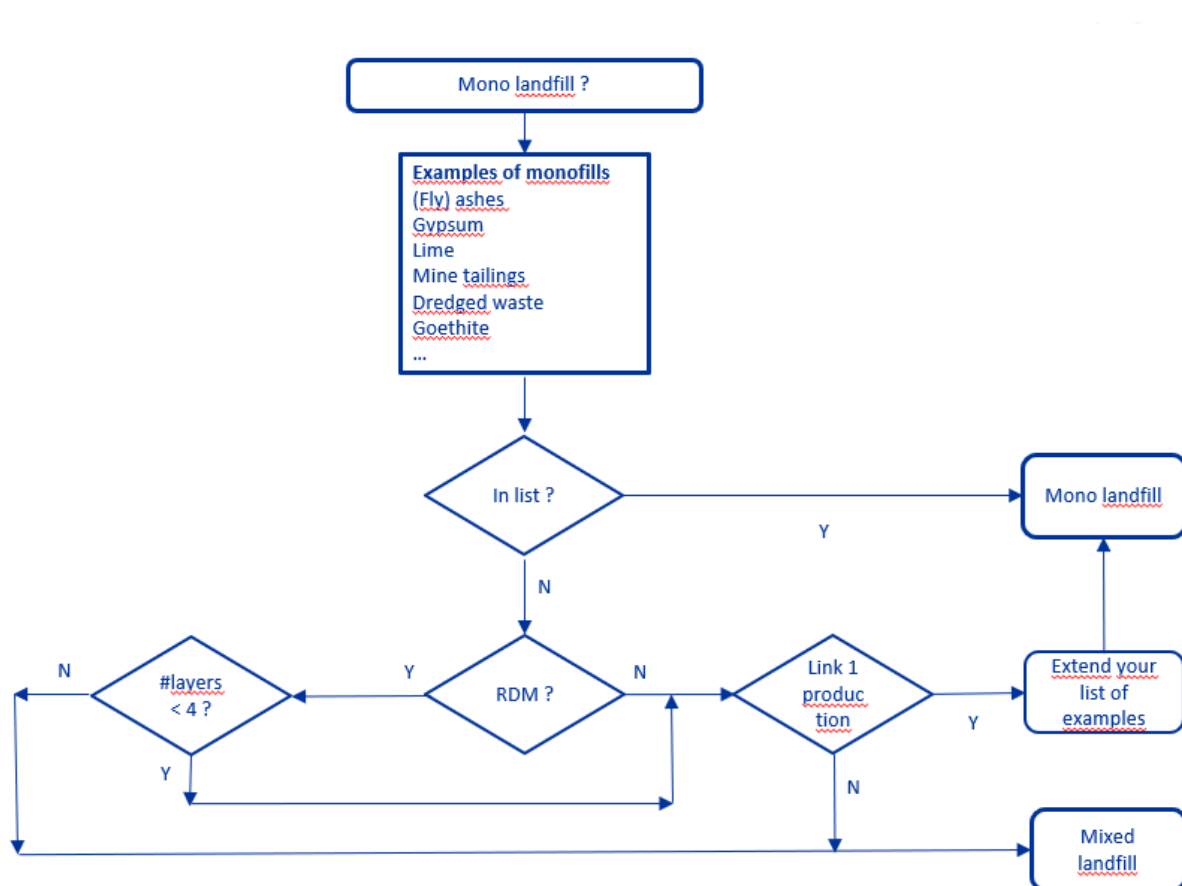 Mono landfill ?
Examples of monofills
(Fly) ashes
Gypsum
Lime
Mine tailings
Dredged waste
Goethite
...
In list ?
Y
Mono landfill
N
N
#layers
< 4 ?
Y
RDM ?
N
Link 1
produc
tion
Y
Extend your
list of
examples
Y
N
Mixed
landfill